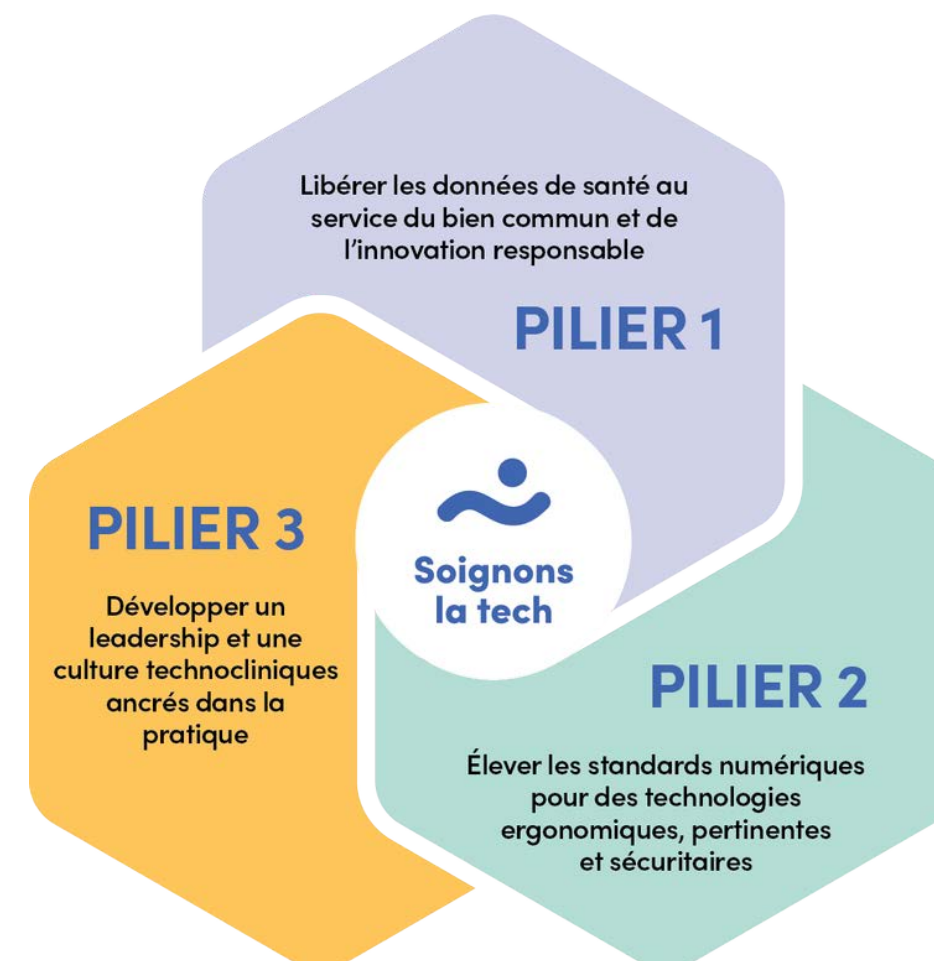 Libérer les données de santé au
service du bien commun et de
l’innovation responsable
PILIER 1
Soignons
la tech
PILIER 2
Élever les standards numériques
pour des technologies
ergonomiques, pertinentes
et sécuritaires
PILIER 3
Développer un
leadership et une
culture technocliniques
ancrés dans la
pratique